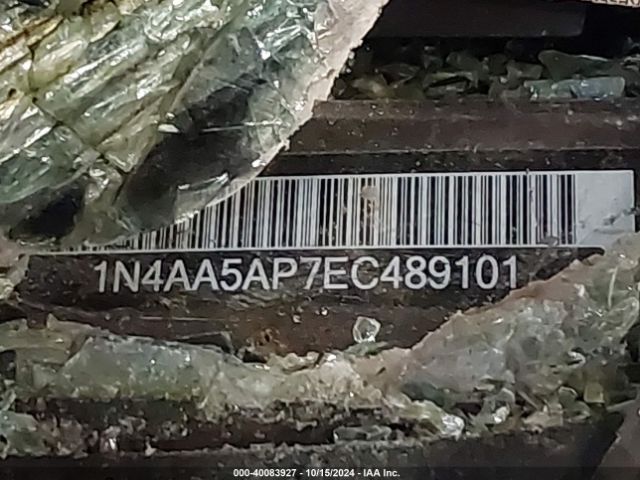 1N4AA5AP7EC489101
000-40083927 - 10/15/2024 - IAA Inc.